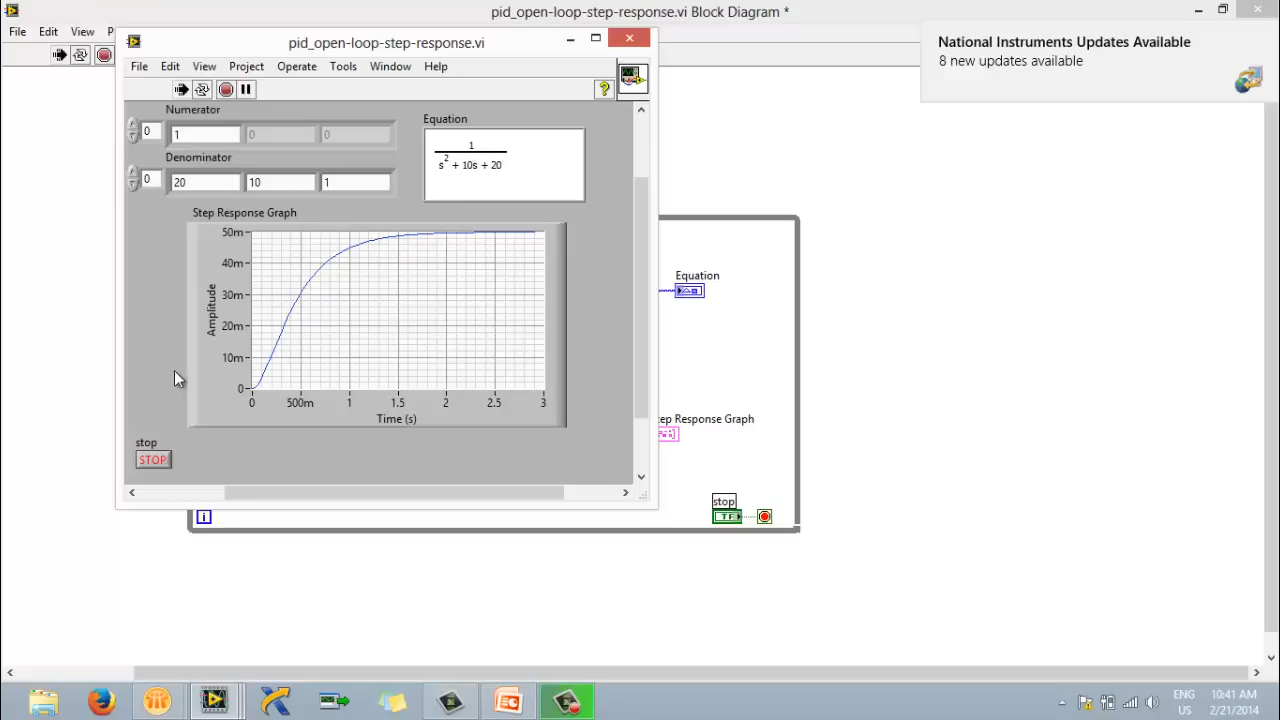 pid_open-loop-step-response.vi Block Diagram *
File Edit View P
National Instruments Updates Available
8 new updates available
pid_open-loop-step-response.vi
File Edit View Project Operate Tools Window Help
Numerator
0 1 0 0
Denominator
0 20 10 1
Equation
1
s2 + 10s + 20
Step Response Graph
50m
40m
30m
20m
10m
0
Amplitude
0 500m 1 1.5 2 2.5 3
Time (s)
stop
STOP
Equation
ep Response Graph
stop
TF
i
ENG
US
10:41 AM
2/21/2014